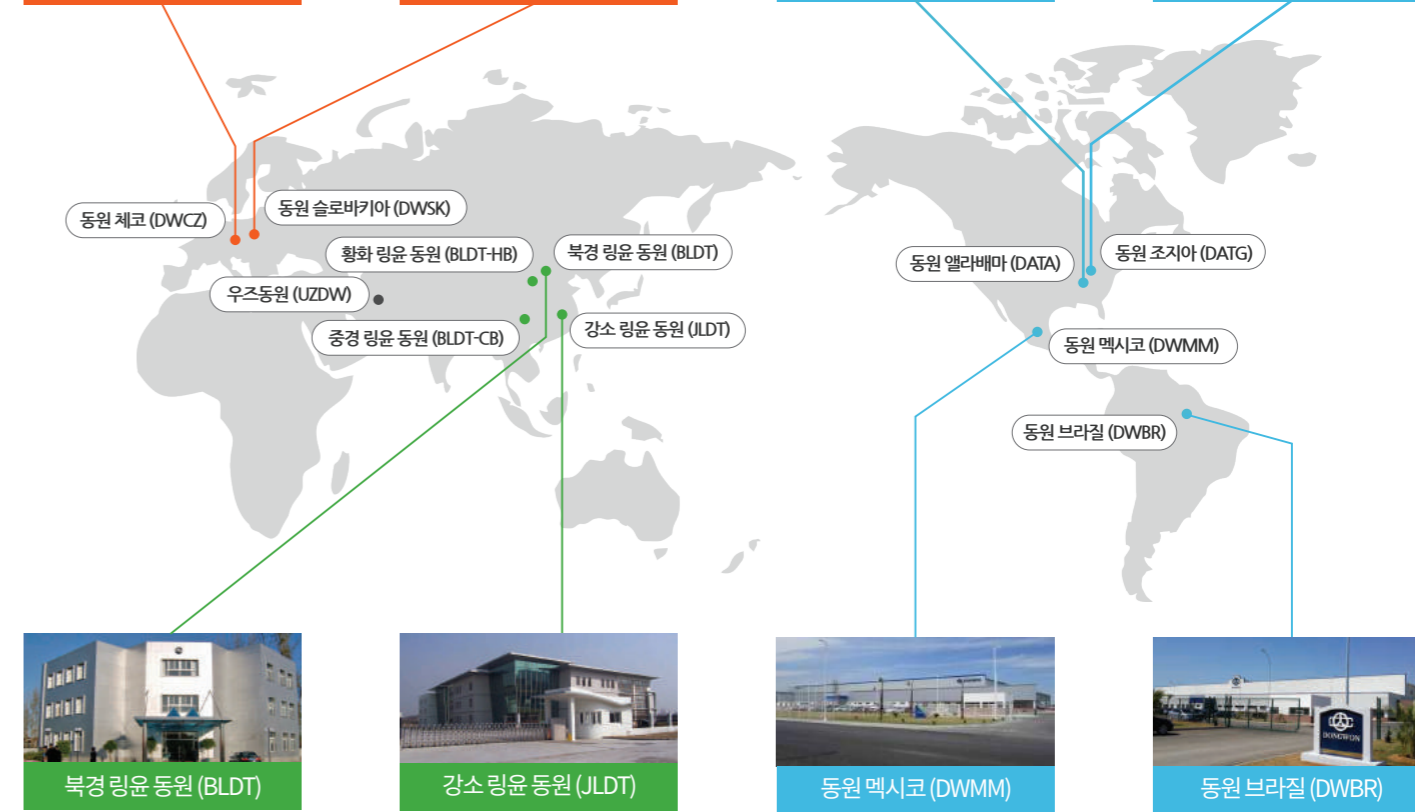 동원 체코 (DWCZ)
동원 슬로바키아 (DWSK)
황화 링윤 동원 (BLDT-HB)
북경 링윤 동원 (BLDT)
우즈동원 (UZDW)
중경 링윤 동원 (BLDT-CB)
강소 링윤 동원 (JLDT)
동원 앨라배마 (DATA)
동원 조지아 (DATG)
동원 멕시코 (DWMM)
동원 브라질 (DWBR)
DONGWON
북경 링윤 동원 (BLDT)
강소 링윤 동원 (JLDT)
동원 멕시코 (DWMM)
동원 브라질 (DWBR)